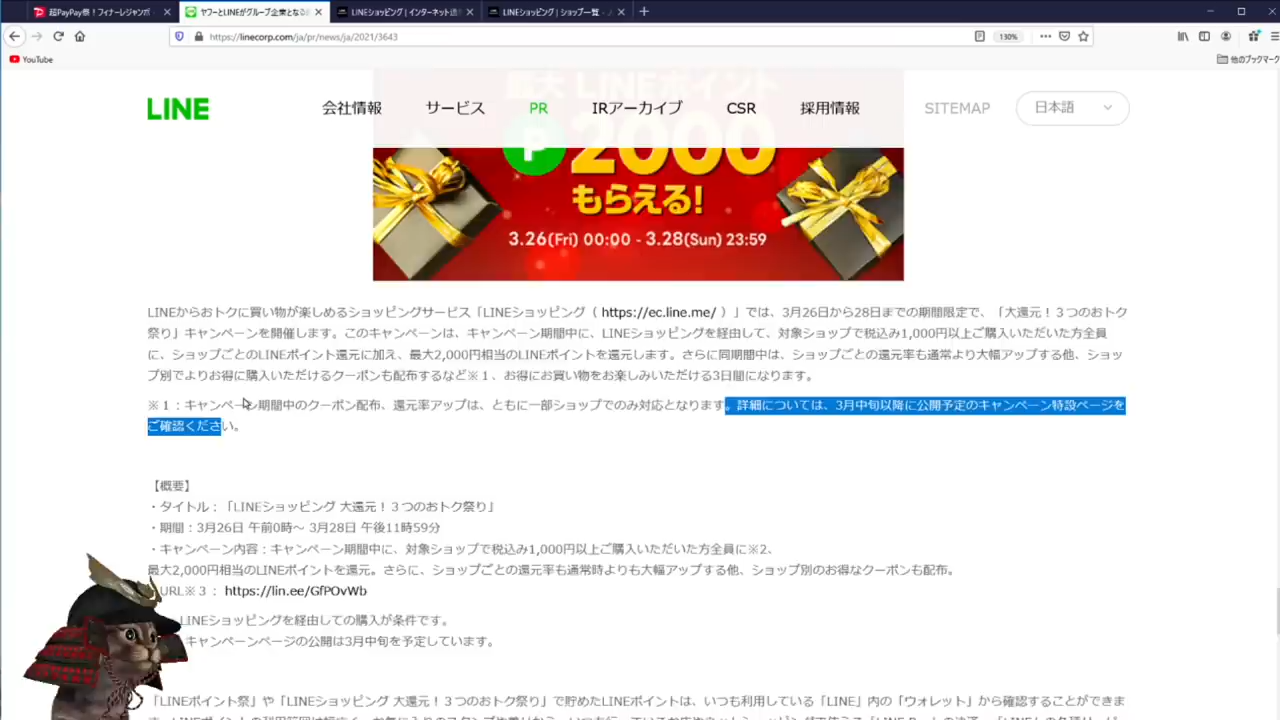 超PayPay祭！フィナーレジャンボ
ヤフーとLINEがグループ企業となる
LINEショッピング | インターネット通
LINEショッピング | ショップ一覧 -
https://linecorp.com/ja/pr/news/ja/2021/3643
130%
YouTube
他のブックマーク
LINE
会社情報
サービス
PR
IRアーカイブ
CSR
採用情報
SITEMAP
日本語
最大 LINEポイント
P 2000
もらえる!
3.26(Fri) 00:00 - 3.28(Sun) 23:59
LINEからおトクに買い物が楽しめるショッピングサービス「LINEショッピング（ https://ec.line.me/ ）」では、3月26日から28日までの期間限定で、「大還元！３つのおトク
祭り」キャンペーンを開催します。このキャンペーンは、キャンペーン期間中に、LINEショッピングを経由して、対象ショップで税込み1,000円以上ご購入いただいた方全員
に、ショップごとのLINEポイント還元に加え、最大2,000円相当のLINEポイントを還元します。さらに同期間中は、ショップごとの還元率も通常より大幅アップする他、ショッ
プ別でよりお得に購入いただけるクーポンも配布するなど※１、お得にお買い物をお楽しみいただける3日間になります。
※１：キャンペーン期間中のクーポン配布、還元率アップは、ともに一部ショップでのみ対応となります。詳細については、3月中旬以降に公開予定のキャンペーン特設ページを
ご確認ください。
【概要】
・タイトル：「LINEショッピング 大還元！３つのおトク祭り」
・期間：3月26日 午前0時～ 3月28日 午後11時59分
・キャンペーン内容：キャンペーン期間中に、対象ショップで税込み1,000円以上ご購入いただいた方全員に※2、
最大2,000円相当のLINEポイントを還元。さらに、ショップごとの還元率も通常時よりも大幅アップする他、ショップ別のお得なクーポンも配布。
URL※３： https://lin.ee/GfPOvWb
LINEショッピングを経由しての購入が条件です。
キャンペーンページの公開は3月中旬を予定しています。
「LINEポイント祭」や「LINEショッピング 大還元！３つのおトク祭り」で貯めたLINEポイントは、いつも利用している「LINE」内の「ウォレット」から確認することができま